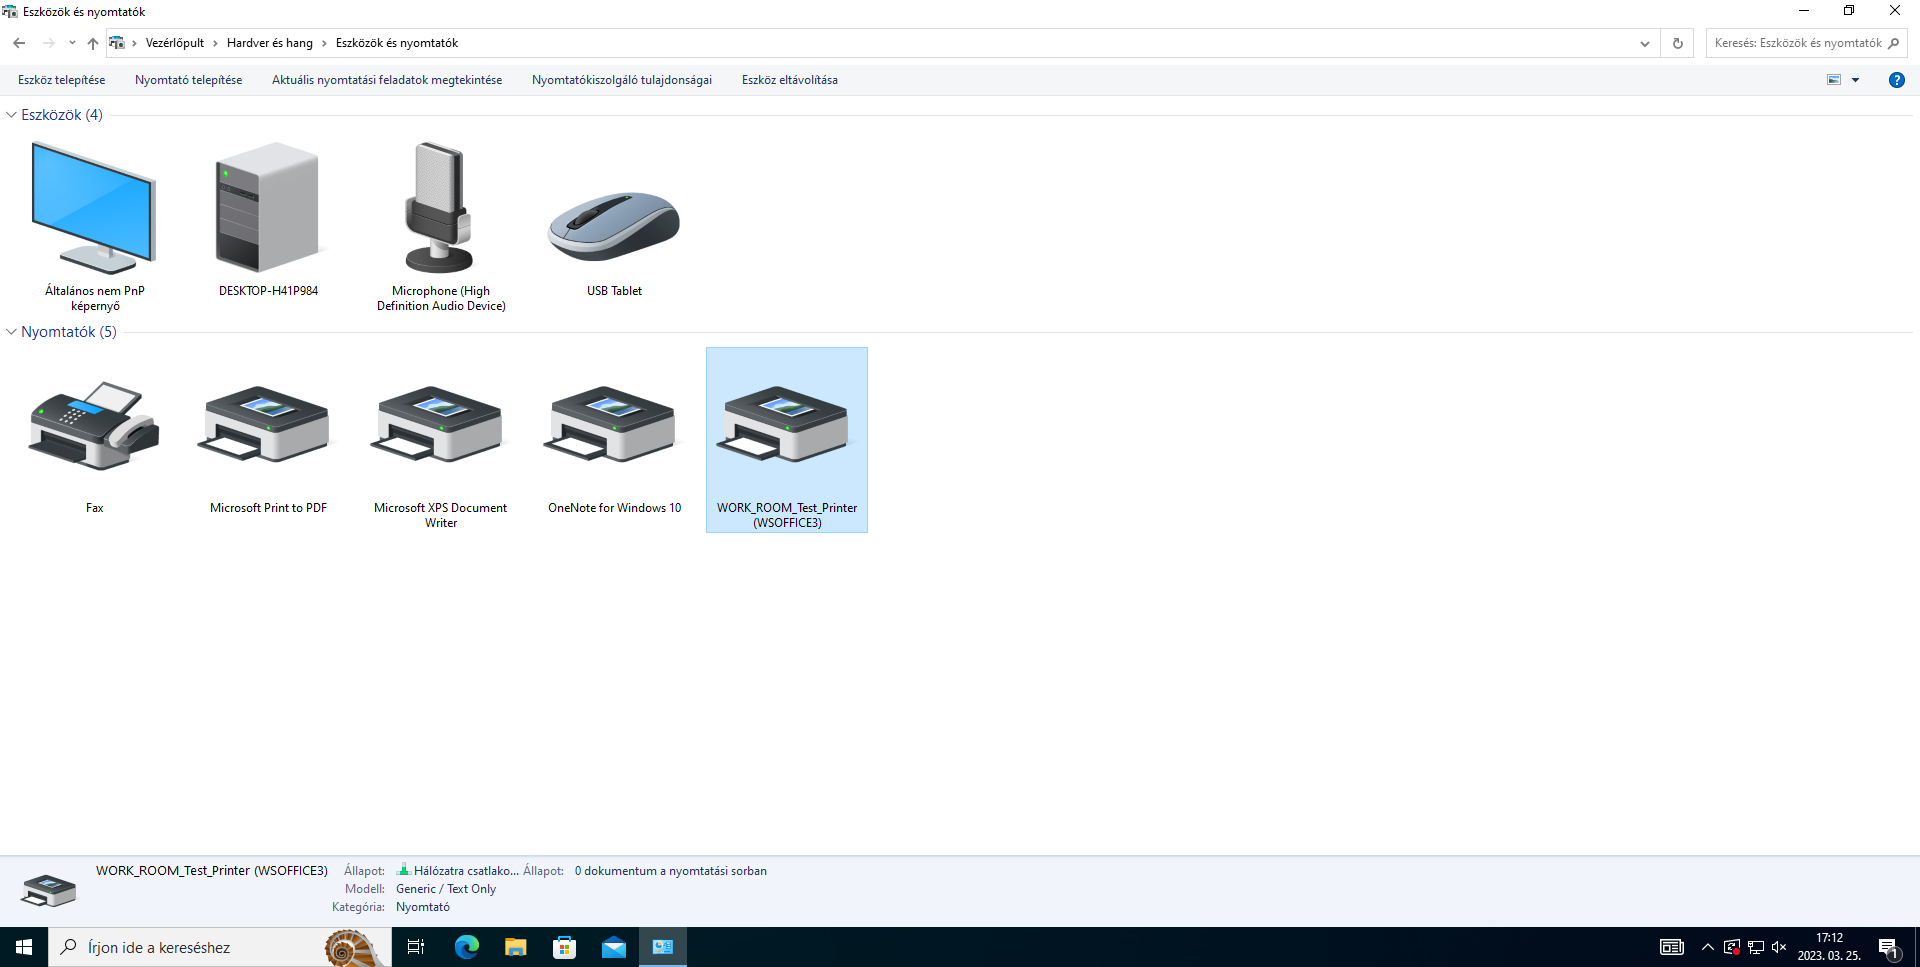 Eszközök és nyomtatók
Vezérlőpult
Hardver és hang
Eszközök és nyomtatók
Keresés: Eszközök és nyomtatók
Eszköz telepítése
Nyomtató telepítése
Aktuális nyomtatási feladatok megtekintése
Nyomtatókiszolgáló tulajdonságai
Eszköz eltávolítása
?
Eszközök (4)
Általános nem PnP
képernyő
DESKTOP-H41P984
Microphone (High
Definition Audio Device)
USB Tablet
Nyomtatók (5)
Fax
Microsoft Print to PDF
Microsoft XPS Document
Writer
OneNote for Windows 10
WORK_ROOM_Test_Printer
(WSOFFICE3)
WORK_ROOM_Test_Printer (WSOFFICE3)
Állapot: Hálózatra csatlako... Állapot: 0 dokumentum a nyomtatási sorban
Modell: Generic / Text Only
Kategória: Nyomtató
Írjon ide a kereséshez
17:12
2023. 03. 25.
1